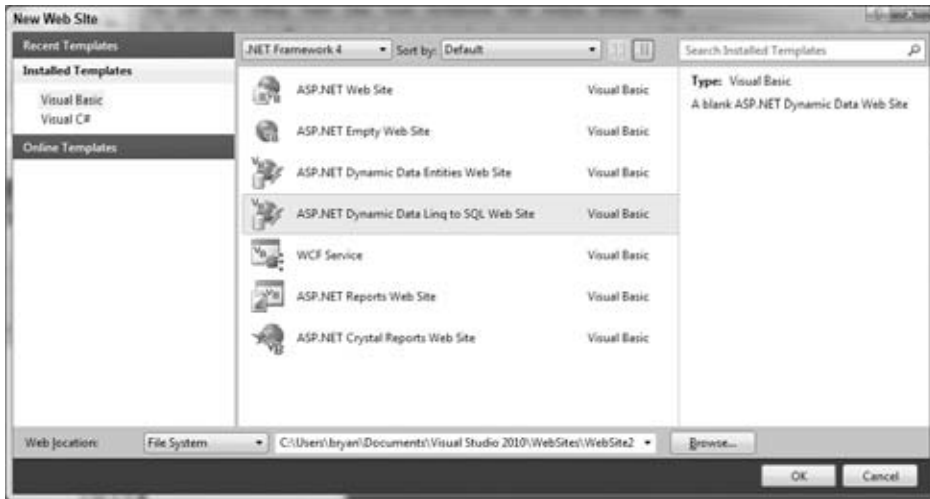 New Web Site
Recent Templates
Installed Templates
Visual Basic
Visual C#
Online Templates
.NET Framework 4
Sort by: Default
Search Installed Templates
ASP.NET Web Site Visual Basic
ASP.NET Empty Web Site Visual Basic
ASP.NET Dynamic Data Entities Web Site Visual Basic
ASP.NET Dynamic Data Linq to SQL Web Site Visual Basic
WCF Service Visual Basic
ASP.NET Reports Web Site Visual Basic
ASP.NET Crystal Reports Web Site Visual Basic
Type: Visual Basic
A blank ASP.NET Dynamic Data Web Site
Web location: File System C:\Users\bryan\Documents\Visual Studio 2010\WebSites\WebSite2 Browse...
OK Cancel